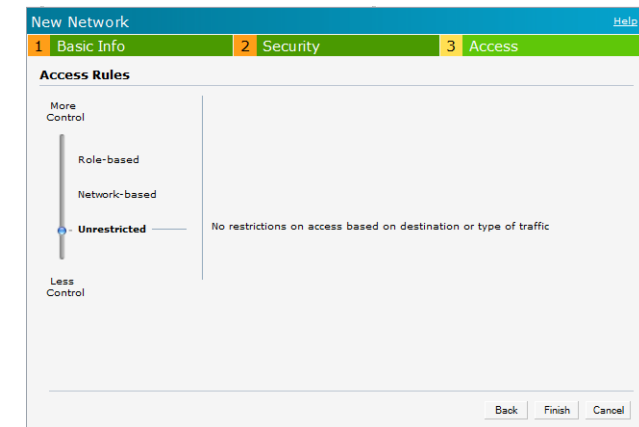 New Network
Help
1 Basic Info
2 Security
3 Access
Access Rules
More
Control
Role-based
Network-based
Unrestricted
No restrictions on access based on destination or type of traffic
Less
Control
Back
Finish
Cancel